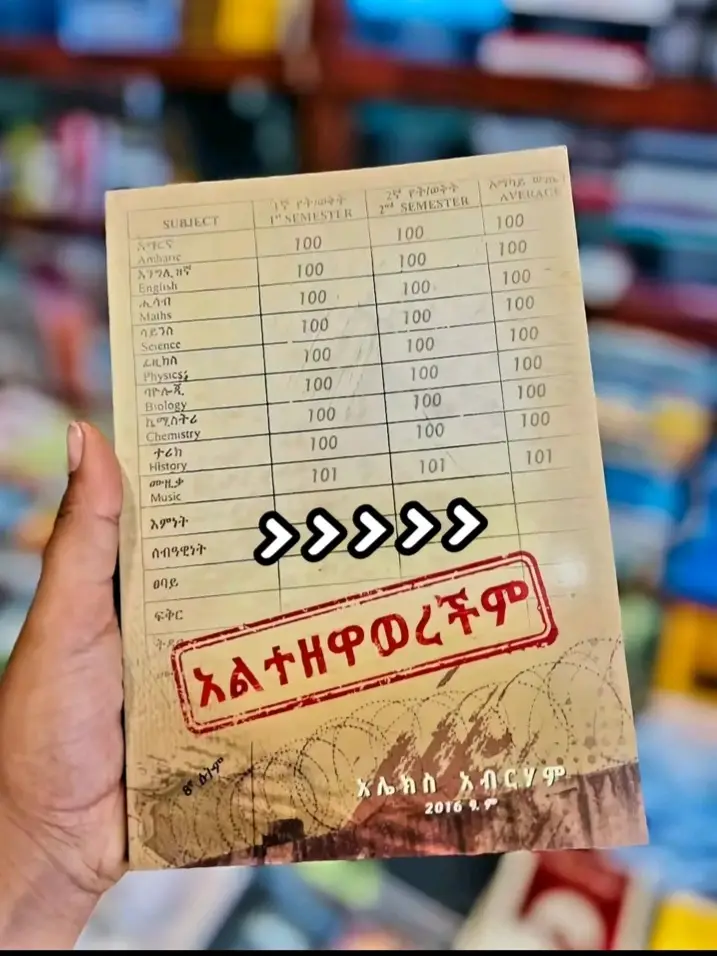 SUBJECT
1ኛ የት/ወቅት
1st SEMESTER
2ኛ የት/ወቅት
2nd SEMESTER
አማካይ ውጤት
AVERAGE
አማርኛ
Amharic
100 100 100
እንግሊዘኛ
English
100 100 100
ሒሳብ
Maths
100 100 100
ሳይንስ
Science
100 100 100
ፊዚክስ
Physics
100 100 100
ባዮሎጂ
Biology
100 100 100
ኬሚስትሪ
Chemistry
100 100 100
ታሪክ
History
100 100 100
ሙዚቃ
Music
101 101 101
እምነት
ሰብዓዊነት
ፀባይ
ፍቅር
አልተዘዋወረችም
አሌክስ አብርሃም
2016 ዓ.ም